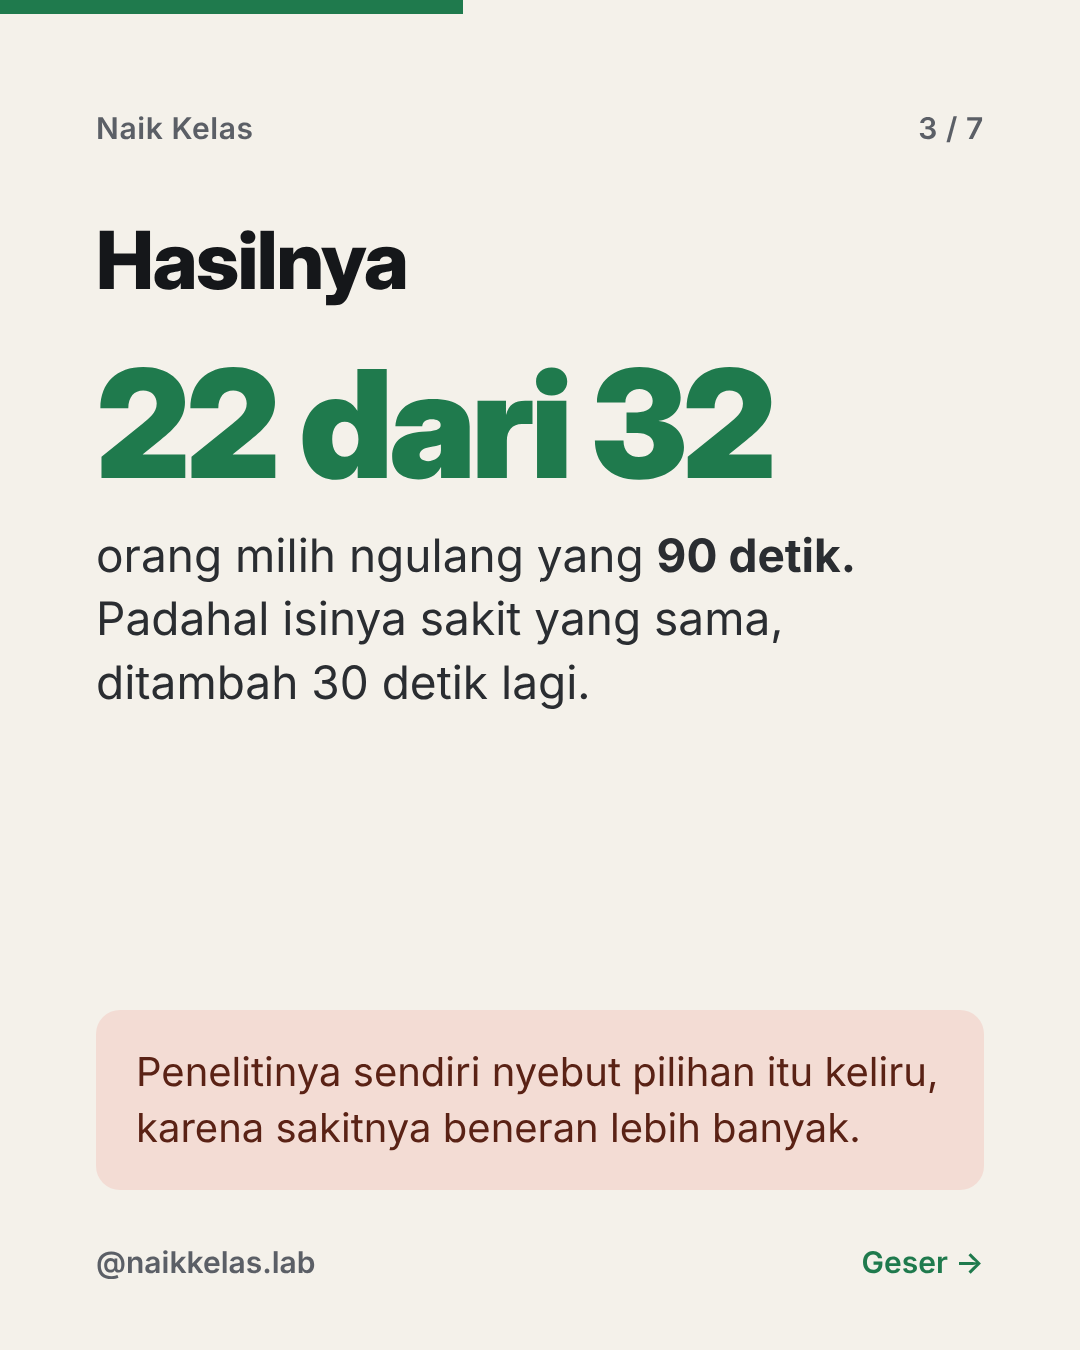 Naik Kelas
3 / 7
Hasilnya
22 dari 32
orang milih ngulang yang 90 detik.
Padahal isinya sakit yang sama,
ditambah 30 detik lagi.
Penelitinya sendiri nyebut pilihan itu keliru,
karena sakitnya beneran lebih banyak.
@naikkelas.lab
Geser →